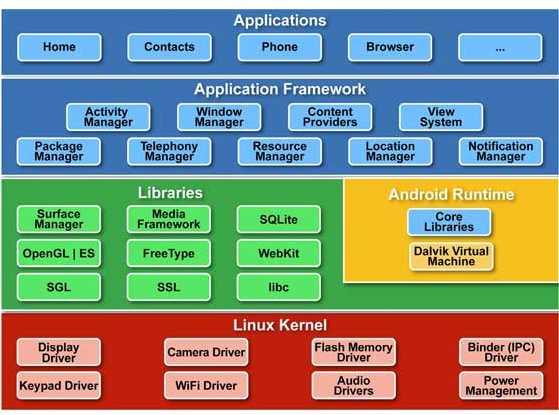 Applications
Home
Contacts
Phone
Browser
...
Application Framework
Activity
Manager
Window
Manager
Content
Providers
View
System
Package
Manager
Telephony
Manager
Resource
Manager
Location
Manager
Notification
Manager
Libraries
Surface
Manager
Media
Framework
SQLite
OpenGL | ES
FreeType
WebKit
SGL
SSL
libc
Android Runtime
Core
Libraries
Dalvik Virtual
Machine
Linux Kernel
Display
Driver
Camera Driver
Flash Memory
Driver
Binder (IPC)
Driver
Keypad Driver
WiFi Driver
Audio
Drivers
Power
Management